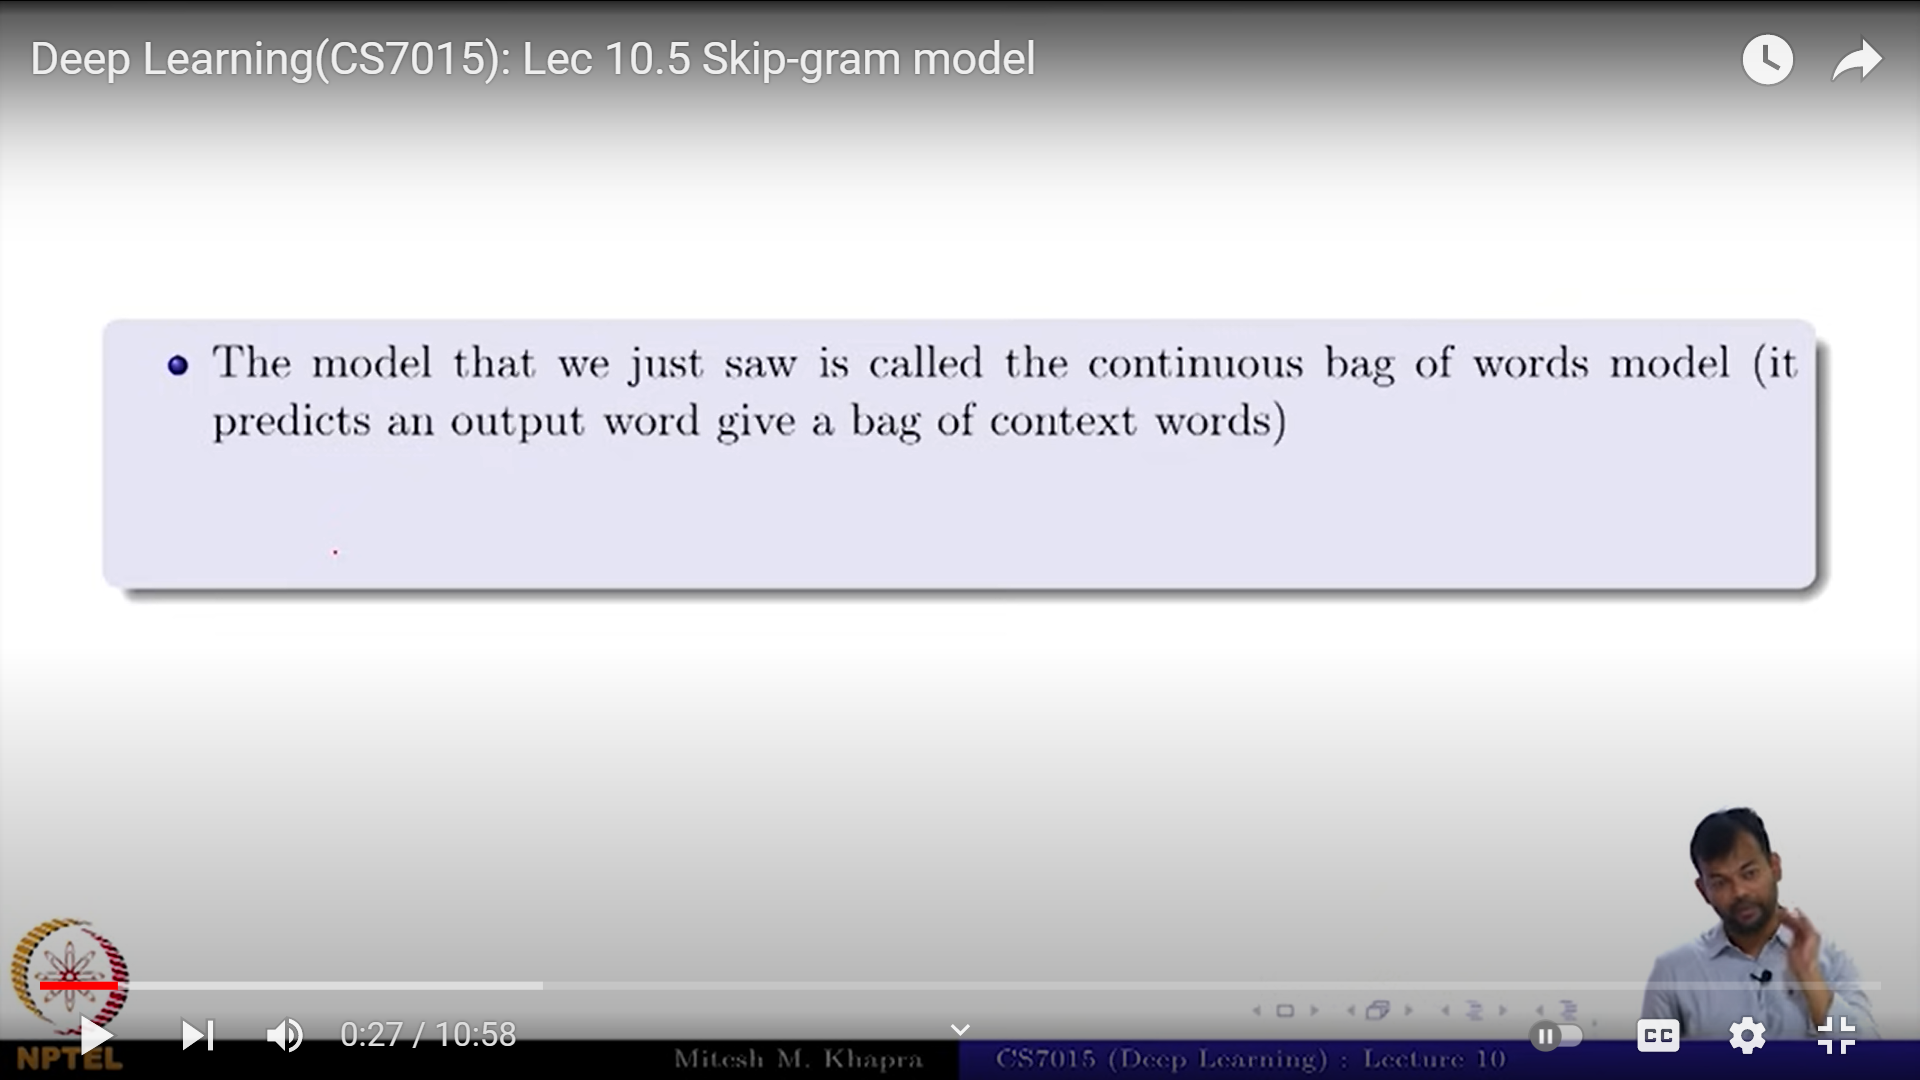 Deep Learning(CS7015): Lec 10.5 Skip-gram model
The model that we just saw is called the continuous bag of words model (it
predicts an output word give a bag of context words)
0:27 / 10:58
CC
NPTEL
Mitesh M. Khapra
CS7015 (Deep Learning) : Lecture 10